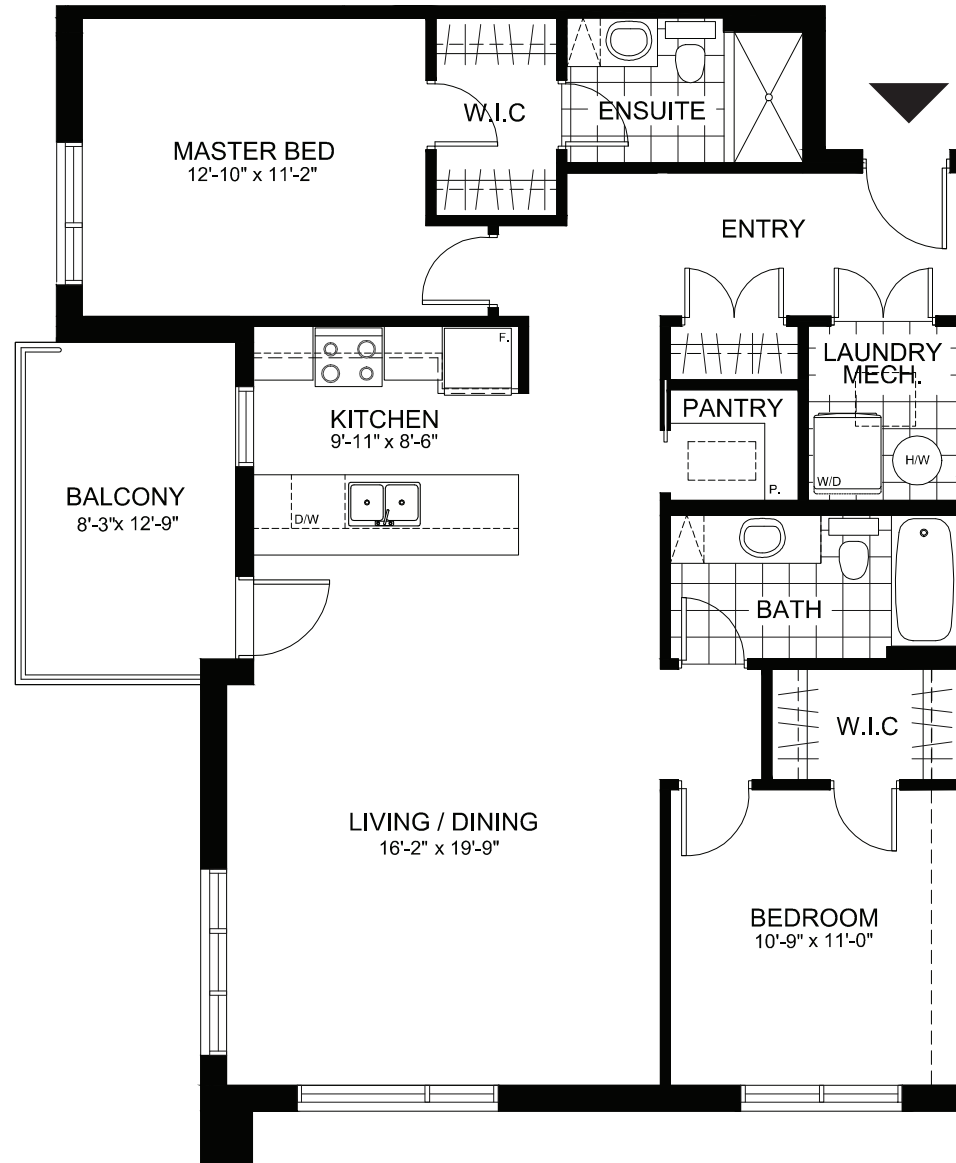 W.I.C
ENSUITE
MASTER BED
12'-10" x 11'-2"
ENTRY
F.
LAUNDRY
MECH.
KITCHEN
9'-11" x 8'-6"
PANTRY
H/W
W/D
P.
BALCONY
8'-3"x 12'-9"
D/W
BATH
W.I.C
LIVING / DINING
16'-2" x 19'-9"
BEDROOM
10'-9" x 11'-0"